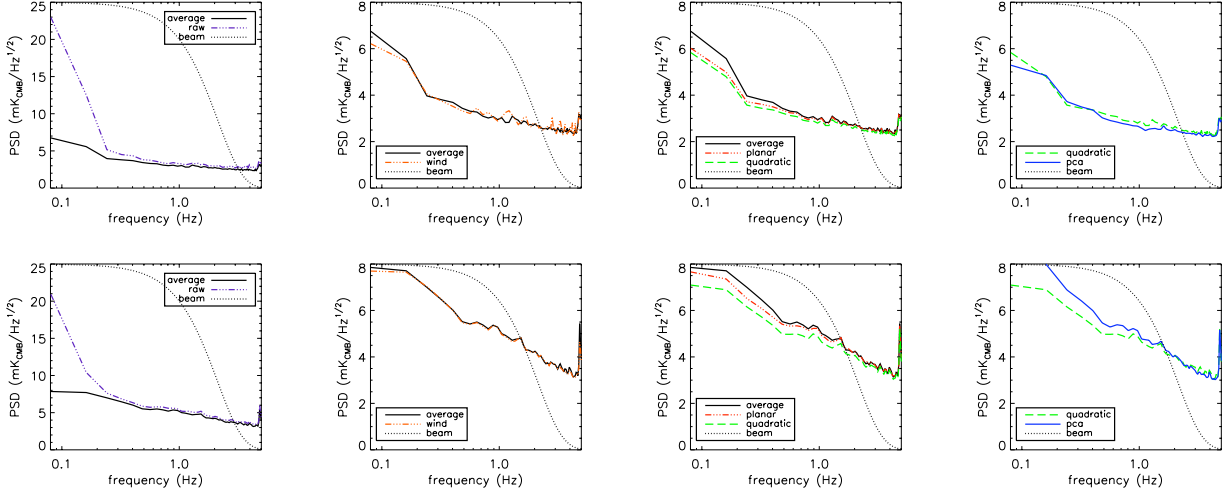 25
20
15
10
5
0
PSD (mK_CMB/Hz^1/2)
average
raw
beam
0.1
1.0
frequency (Hz)
8
6
4
2
0
PSD (mK_CMB/Hz^1/2)
average
wind
beam
0.1
1.0
frequency (Hz)
8
6
4
2
0
PSD (mK_CMB/Hz^1/2)
average
planar
quadratic
beam
0.1
1.0
frequency (Hz)
8
6
4
2
0
PSD (mK_CMB/Hz^1/2)
quadratic
pca
beam
0.1
1.0
frequency (Hz)
25
20
15
10
5
0
PSD (mK_CMB/Hz^1/2)
average
raw
beam
0.1
1.0
frequency (Hz)
8
6
4
2
0
PSD (mK_CMB/Hz^1/2)
average
wind
beam
0.1
1.0
frequency (Hz)
8
6
4
2
0
PSD (mK_CMB/Hz^1/2)
average
planar
quadratic
beam
0.1
1.0
frequency (Hz)
8
6
4
2
0
PSD (mK_CMB/Hz^1/2)
quadratic
pca
beam
0.1
1.0
frequency (Hz)